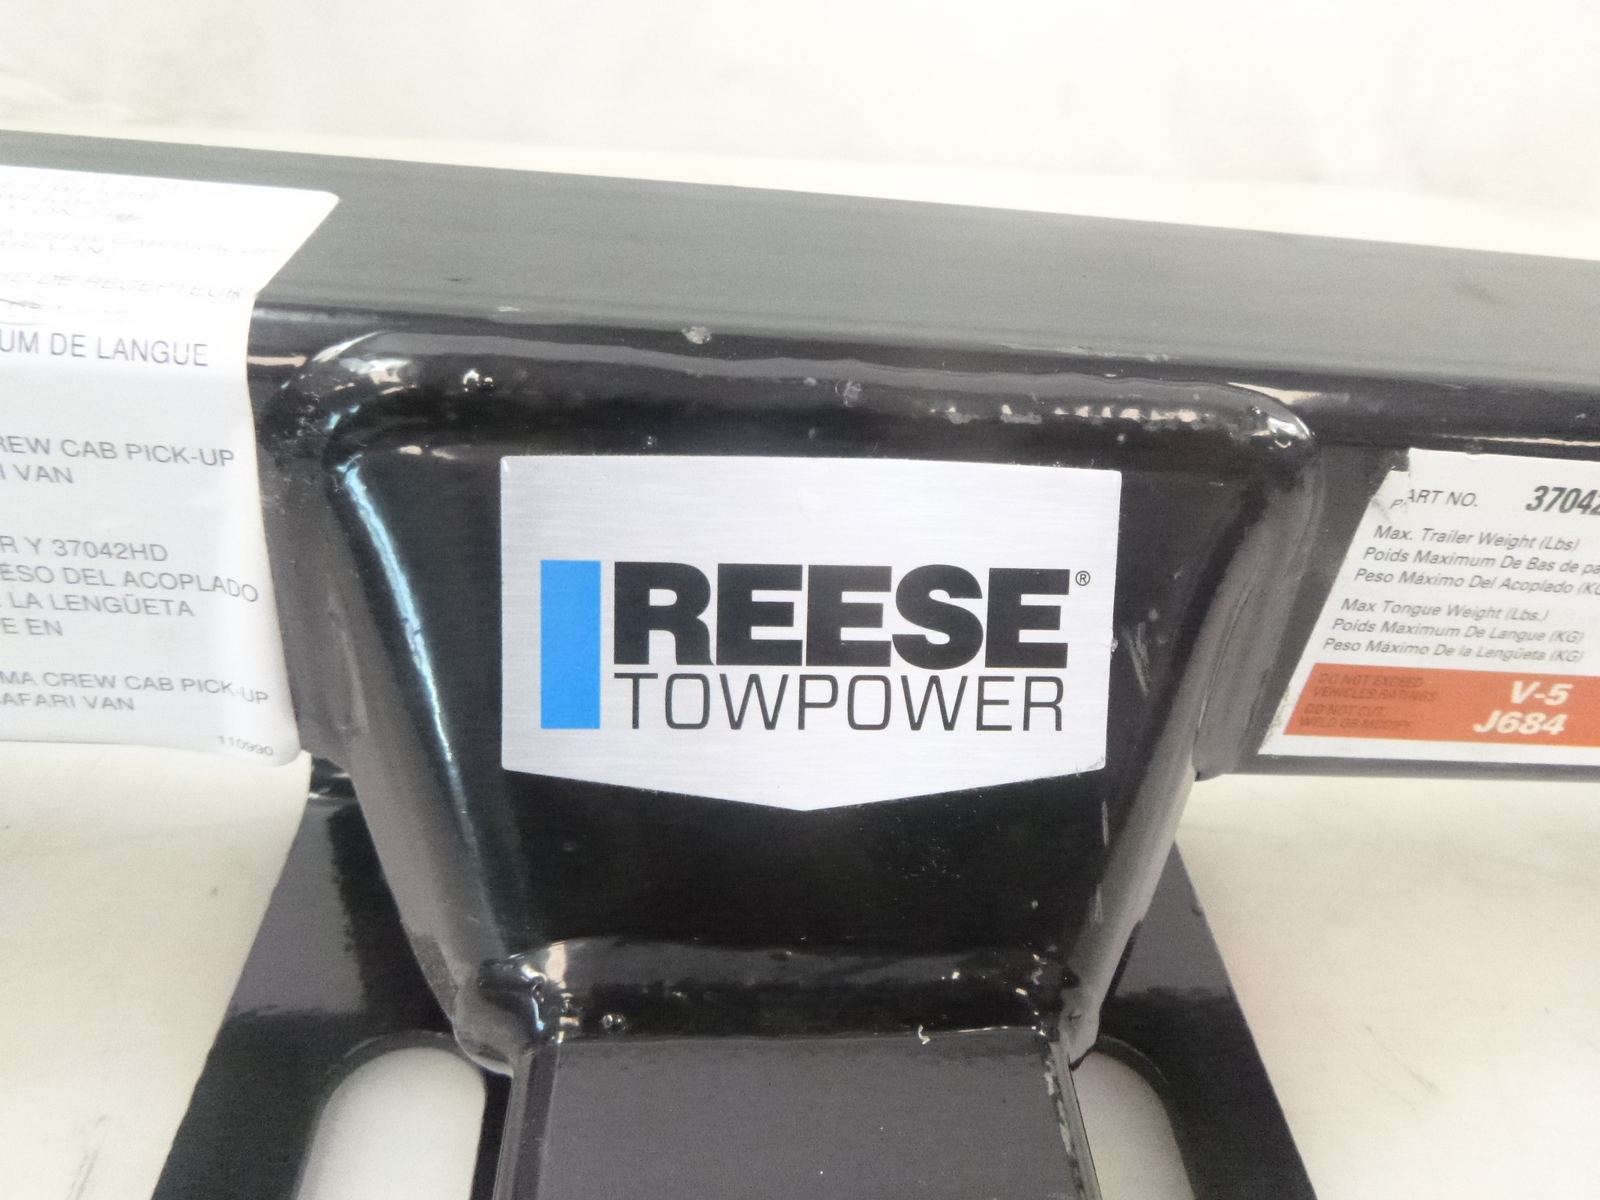 UM DE LANGUE
REW CAB PICK-UP
I VAN
R Y 37042HD
ESO DEL ACOPLADO
LA LENGÜETA
E EN
MA CREW CAB PICK-UP
AFARI VAN
110990
REESE®
TOWPOWER
PART NO. 37042
Max. Trailer Weight (Lbs)
Poids Maximum De Bas de pa
Peso Máximo Del Acoplado (KG
Max Tongue Weight (Lbs.)
Poids Maximum De Langue (KG)
Peso Máximo De la Lengüeta (KG)
DO NOT EXCEED
VEHICLES RATINGS
DO NOT CUT
WELD OR MODIFY
V-5
J684